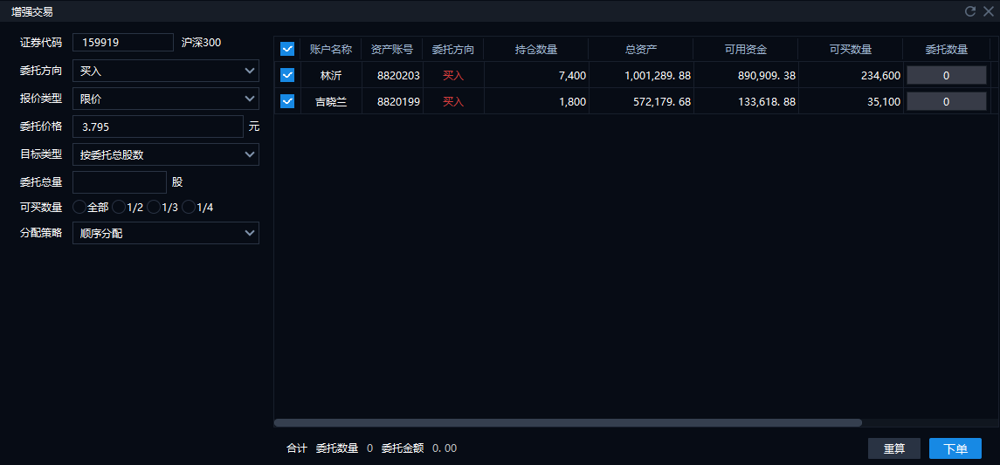 增强交易
证券代码 159919 沪深300
委托方向 买入
报价类型 限价
委托价格 3.795 元
目标类型 按委托总股数
委托总量 股
可买数量 全部 1/2 1/3 1/4
分配策略 顺序分配
账户名称 资产账号 委托方向 持仓数量 总资产 可用资金 可买数量 委托数量
林沂 8820203 买入 7,400 1,001,289.88 890,909.38 234,600 0
吉晓兰 8820199 买入 1,800 572,179.68 133,618.88 35,100 0
合计 委托数量 0 委托金额 0.00
重算 下单